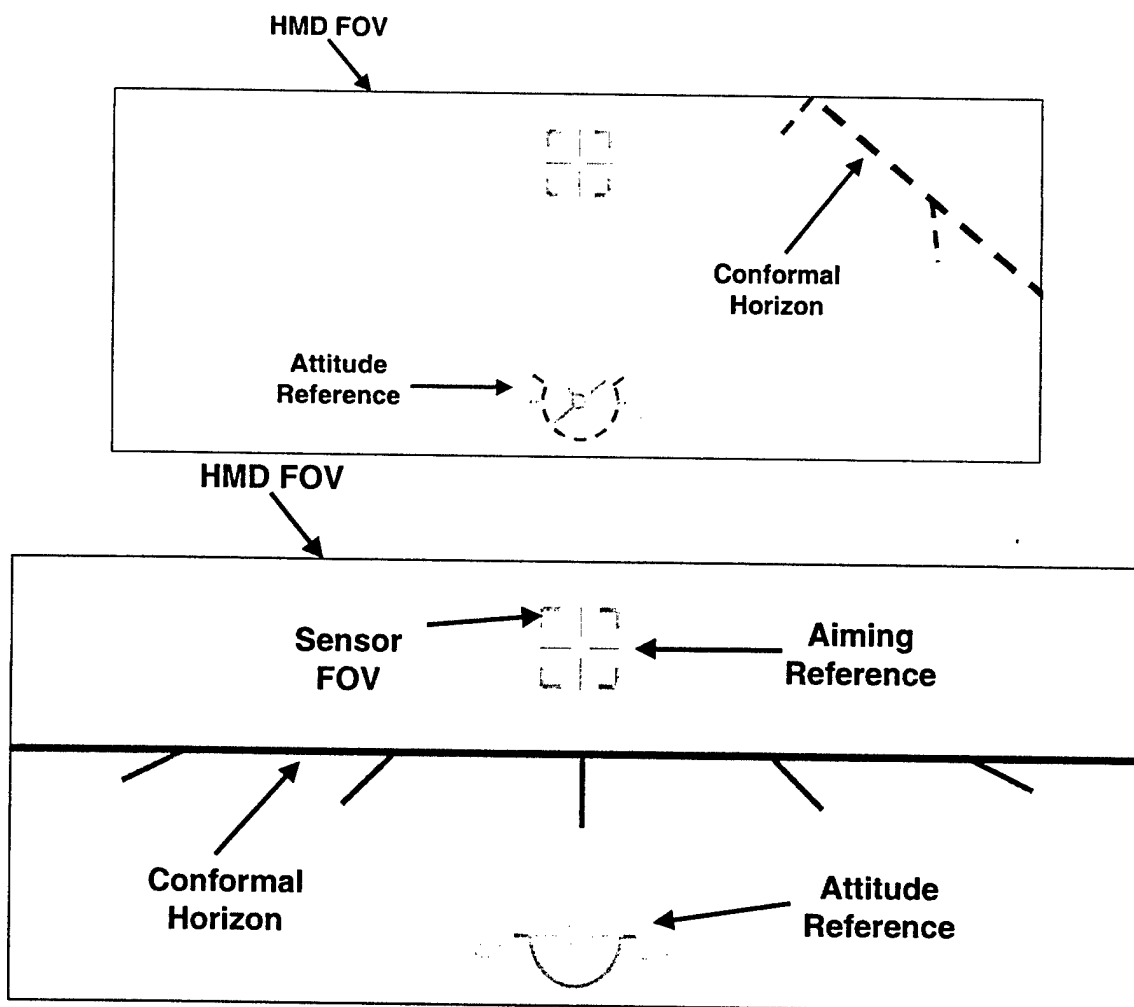 HMD FOV
Conformal
Horizon
Attitude
Reference
HMD FOV
Sensor
FOV
Aiming
Reference
Conformal
Horizon
Attitude
Reference